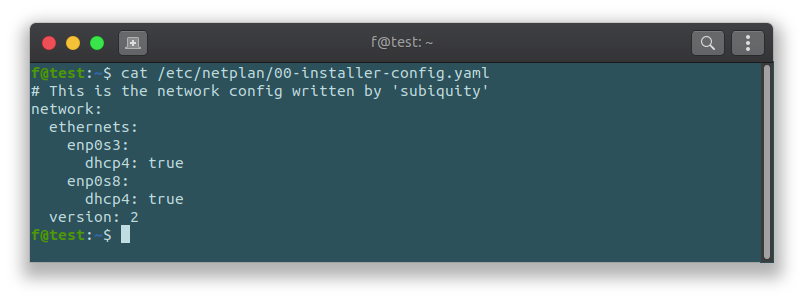 f@test: ~
f@test:~$ cat /etc/netplan/00-installer-config.yaml
# This is the network config written by 'subiquity'
network:
  ethernets:
    enp0s3:
      dhcp4: true
    enp0s8:
      dhcp4: true
  version: 2
f@test:~$